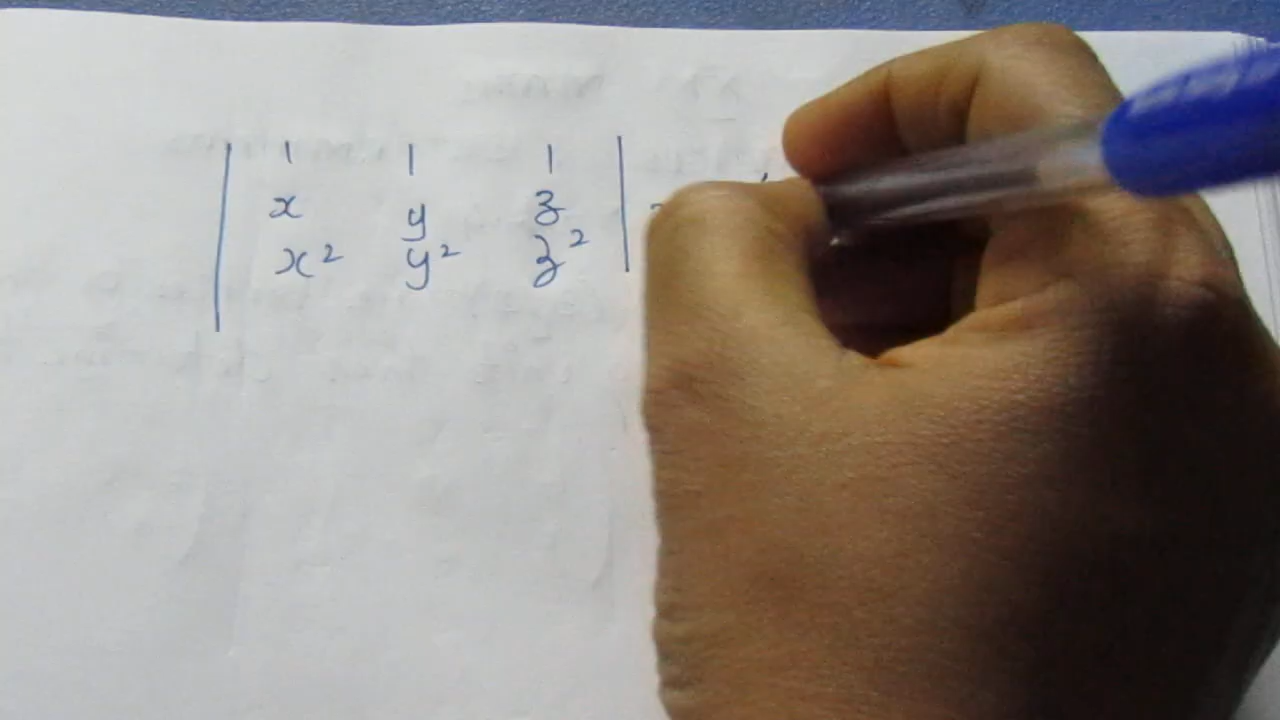 | 1 1 1 |
x y z
x² y² z²